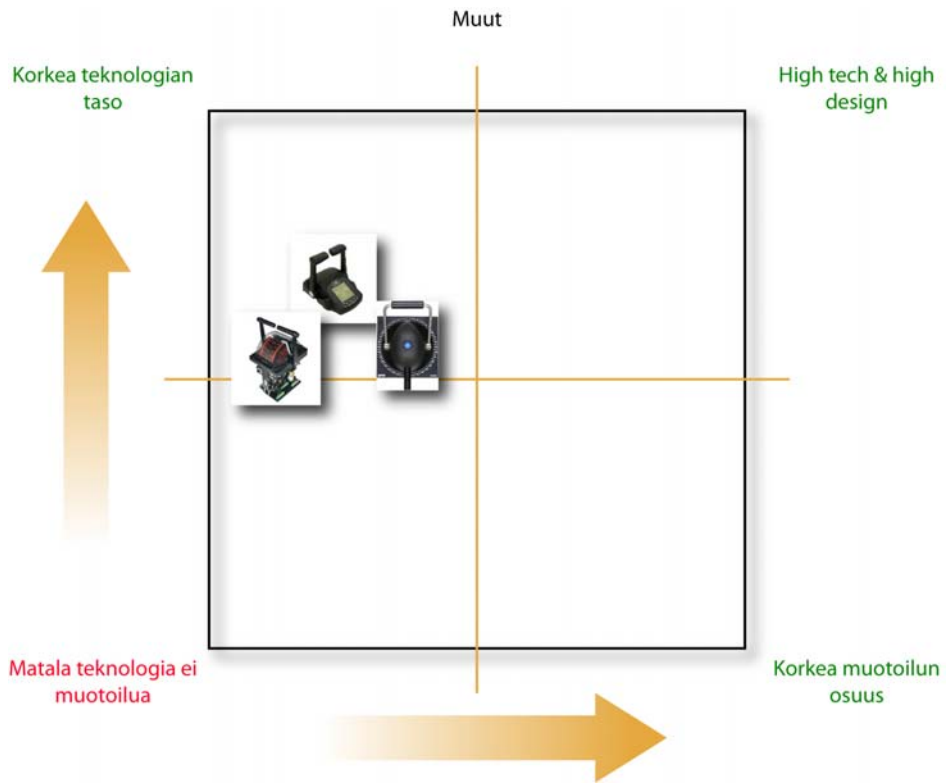 Muut
Korkea teknologian
taso
High tech & high
design
Matala teknologia ei
muotoilua
Korkea muotoilun
osuus